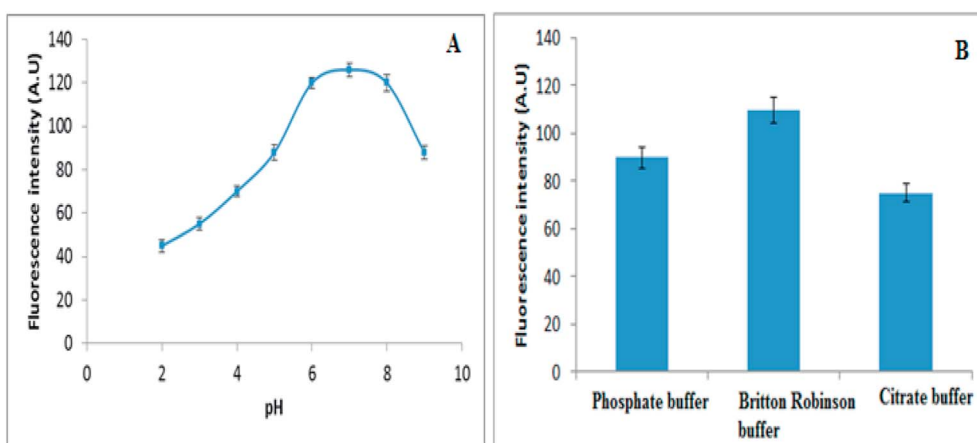 A
Fluorescence intensity (A.U)
140
120
100
80
60
40
20
0
0 2 4 6 8 10
pH
B
Fluorescence intensity (A.U)
140
120
100
80
60
40
20
0
Phosphate buffer Britton Robinson Citrate buffer
buffer